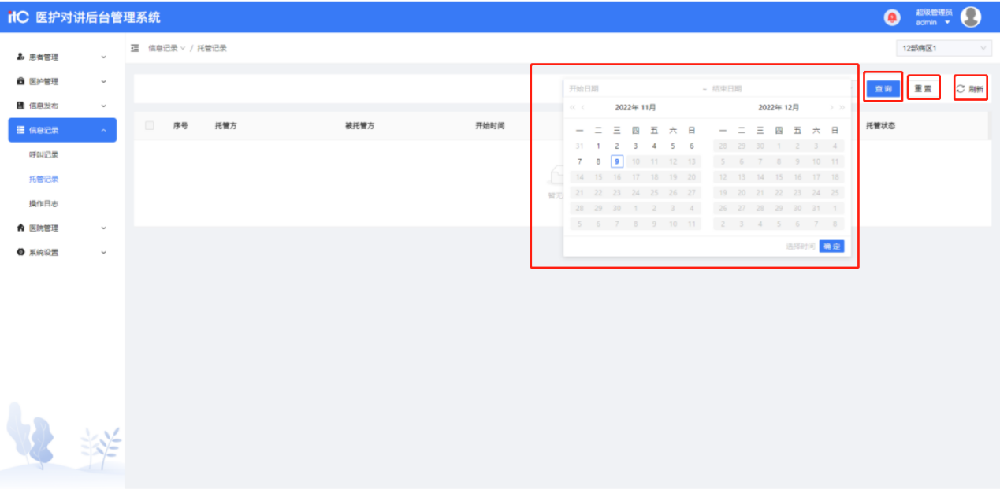 itC 医护对讲后台管理系统
超级管理员
admin
患者管理
医护管理
信息发布
信息记录
呼叫记录
托管记录
操作日志
医院管理
系统设置
信息记录 / 托管记录
12部病区1
开始日期 ~ 结束日期
查 询
重 置
刷新
序号 托管方 被托管方 开始时间 托管状态
暂无
2022年 11月
一 二 三 四 五 六 日
31 1 2 3 4 5 6
7 8 9 10 11 12 13
14 15 16 17 18 19 20
21 22 23 24 25 26 27
28 29 30 1 2 3 4
5 6 7 8 9 10 11
2022年 12月
一 二 三 四 五 六 日
28 29 30 1 2 3 4
5 6 7 8 9 10 11
12 13 14 15 16 17 18
19 20 21 22 23 24 25
26 27 28 29 30 31 1
2 3 4 5 6 7 8
选择时间 确 定